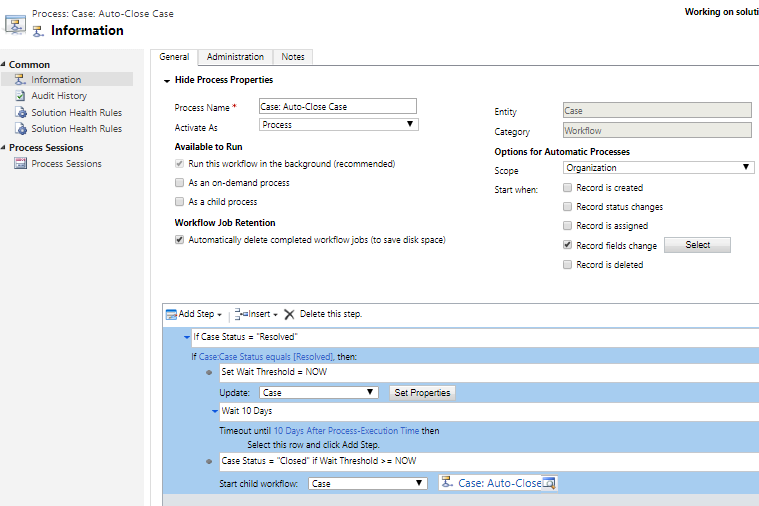 Process: Case: Auto-Close Case
Working on soluti
Information
Common
Information
Audit History
Solution Health Rules
Solution Health Rules
Process Sessions
Process Sessions
General Administration Notes
Hide Process Properties
Process Name * Case: Auto-Close Case
Activate As Process
Available to Run
Run this workflow in the background (recommended)
As an on-demand process
As a child process
Workflow Job Retention
Automatically delete completed workflow jobs (to save disk space)
Entity Case
Category Workflow
Options for Automatic Processes
Scope Organization
Start when: Record is created
Record status changes
Record is assigned
Record fields change Select
Record is deleted
Add Step Insert Delete this step.
if Case Status = "Resolved"
If Case:Case Status equals [Resolved], then:
Set Wait Threshold = NOW
Update: Case Set Properties
Wait 10 Days
Timeout until 10 Days After Process-Execution Time then
Select this row and click Add Step.
Case Status = "Closed" if Wait Threshold >= NOW
Start child workflow: Case Case: Auto-Close